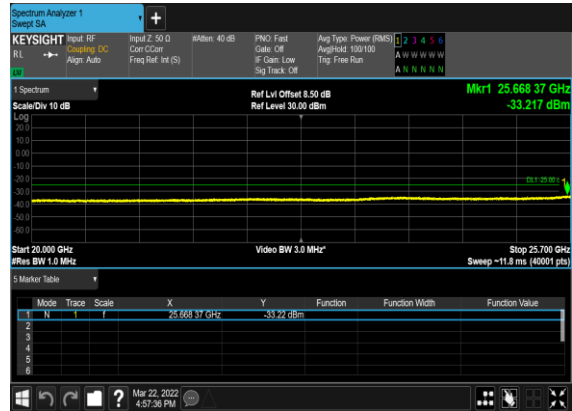 Spectrum Analyzer 1
Swept SA
+
KEYSIGHT Input: RF Input Z: 50 Ω #Atten: 40 dB PNO: Fast Avg Type: Power (RMS) 1 2 3 4 5 6
RL Coupling: DC Corr CCorr Gate: Off Avg|Hold: 100/100 A W W W W W
Align: Auto Freq Ref: Int (S) IF Gain: Low Trig: Free Run
Sig Track: Off A N N N N N
1 Spectrum Ref Lvl Offset 8.50 dB Mkr1 25.668 37 GHz
Scale/Div 10 dB Ref Level 30.00 dBm -33.217 dBm
Log
20.0
10.0
0.00
-10.0
-20.0
DL1 -25.00
-30.0
-40.0
-50.0
-60.0
Start 20.000 GHz Video BW 3.0 MHz* Stop 25.700 GHz
#Res BW 1.0 MHz Sweep ~11.8 ms (40001 pts)
5 Marker Table
Mode Trace Scale X Y Function Function Width Function Value
1 N 1 f 25.668 37 GHz -33.22 dBm
2
3
4
5
6
? Mar 22, 2022
4:57:36 PM